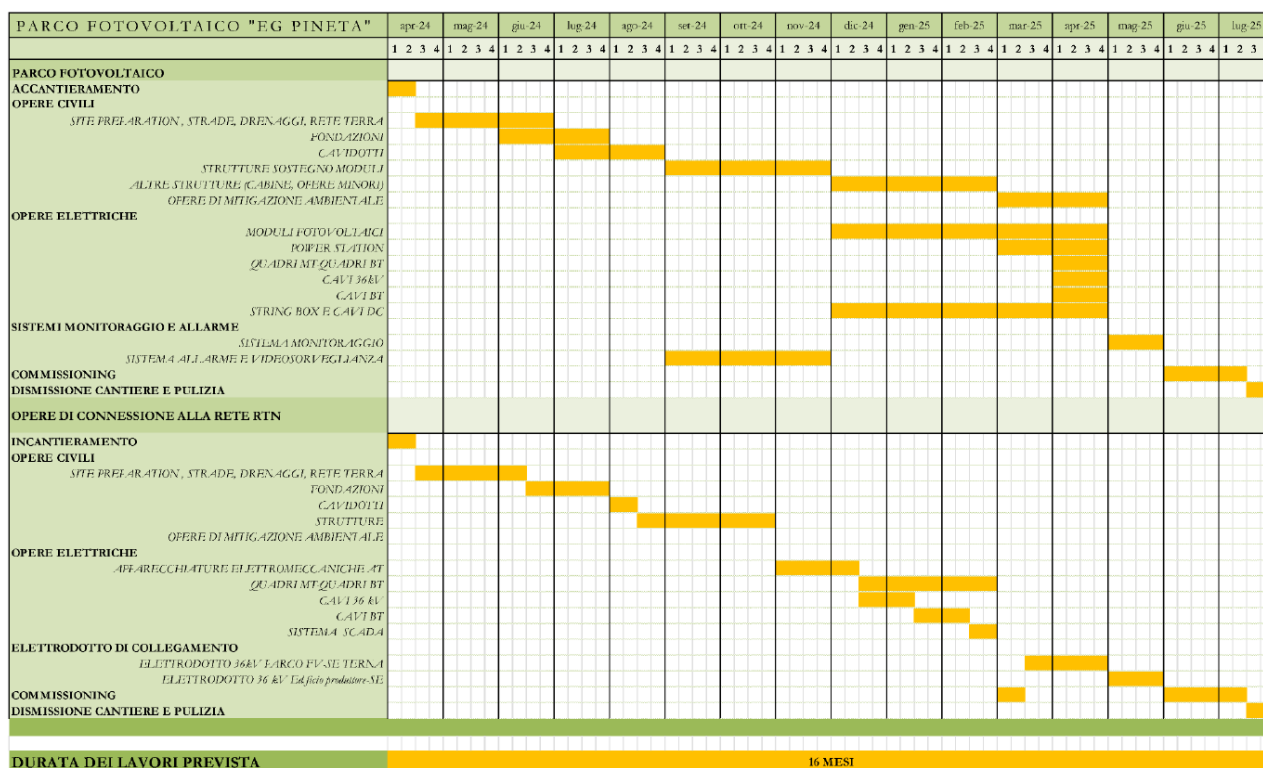 PARCO FOTOVOLTAICO "EG PINETA" apr-24 mag-24 giu-24 lug-24 ago-24 set-24 ott-24 nov-24 dic-24 gen-25 feb-25 mar-25 apr-25 mag-25 giu-25 lug-25
1 2 3 4 1 2 3 4 1 2 3 4 1 2 3 4 1 2 3 4 1 2 3 4 1 2 3 4 1 2 3 4 1 2 3 4 1 2 3 4 1 2 3 4 1 2 3 4 1 2 3 4 1 2 3 4 1 2 3 4 1 2 3
PARCO FOTOVOLTAICO
ACCANTIERAMENTO
OPERE CIVILI
SITE PREPARATION , STRADE, DRENAGGI, RETE TERRA
FONDAZIONI
CAVIDOTTI
STRUTTURE SOSTEGNO MODULI
ALTRE STRUTTURE (CABINE, OPERE MINORI)
OPERE DI MITIGAZIONE AMBIENTALE
OPERE ELETTRICHE
MODULI FOTOVOLTAICI
POWER STATION
QUADRI MT-QUADRI BT
CAVI 36kV
CAVI BT
STRING BOX E CAVI DC
SISTEMI MONITORAGGIO E ALLARME
SISTEMA MONITORAGGIO
SISTEMA ALLARME E VIDEOSORVEGLIANZA
COMMISSIONING
DISMISSIONE CANTIERE E PULIZIA
OPERE DI CONNESSIONE ALLA RETE RTN
INCANTIERAMENTO
OPERE CIVILI
SITE PREPARATION , STRADE, DRENAGGI, RETE TERRA
FONDAZIONI
CAVIDOTTI
STRUTTURE
OPERE DI MITIGAZIONE AMBIENTALE
OPERE ELETTRICHE
APPARECCHIATURE ELETTROMECCANICHE AT
QUADRI MT-QUADRI BT
CAVI 36 kV
CAVI BT
SISTEMA SCADA
ELETTRODOTTO DI COLLEGAMENTO
ELETTRODOTTO 36kV PARCO FV-SE TERNA
ELETTRODOTTO 36 kV Edificio produttore-SE
COMMISSIONING
DISMISSIONE CANTIERE E PULIZIA
DURATA DEI LAVORI PREVISTA 16 MESI